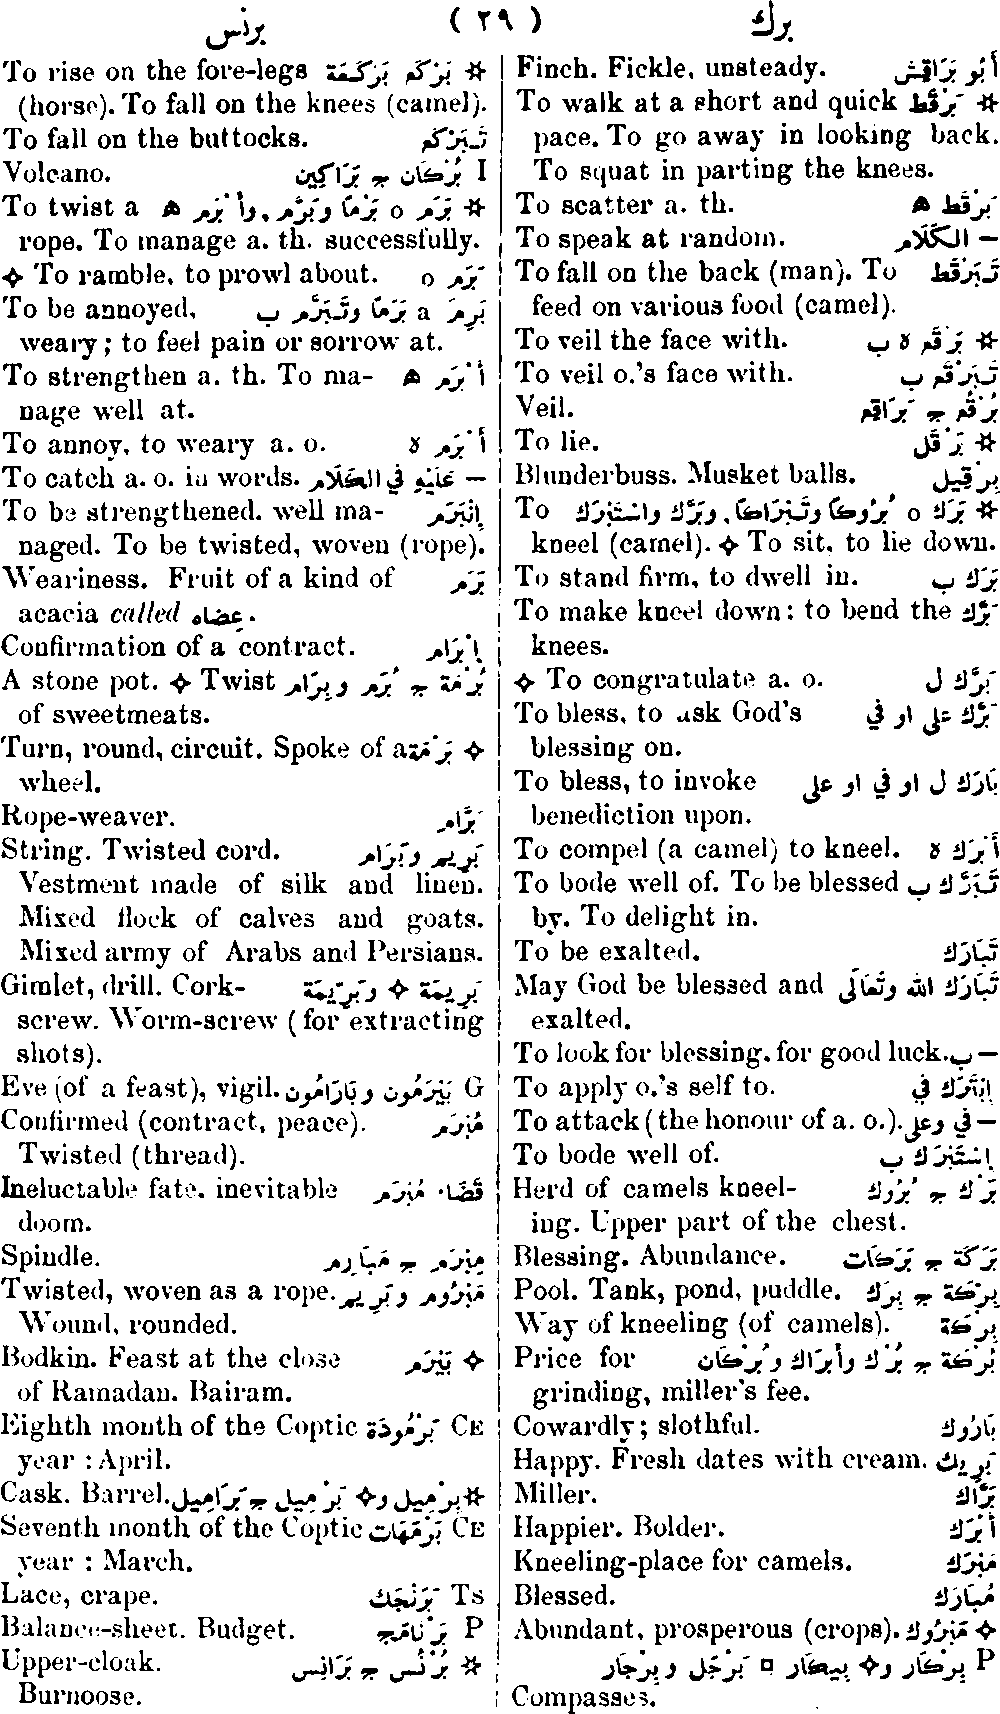 برنس ( ٢٩ ) برك
Finch. Fickle, unsteady. أَبُو بَرَاقِش
To walk at a short and quick بَرْقَط *
pace. To go away in looking back.
To squat in parting the knees.
To scatter a. th. بَرْقَط ه
To speak at random. – الكَلَام
To fall on the back (man). To تَبَرْقَط
feed on various food (camel).
To veil the face with. * بَرْقَع ه ب
To veil o.'s face with. تَبَرْقَع ب
Veil. بُرْقُع ج بَرَاقِع
To lie. بَرْقَل *
Blunderbuss. Musket balls. بِرْقِيل
To * بَرَك o بُرُوكًا وتَبْرَاكًا, وبَرَّك واسْتَبْرَك
kneel (camel). ✧ To sit, to lie down.
To stand firm, to dwell in. بَرَك ب
To make kneel down: to bend the بَرَّك
knees.
✧ To congratulate a. o. بَرَّك ل
To bless, to ask God's بَرَّك على او في
blessing on.
To bless, to invoke بَارَك ل او في او على
benediction upon.
To compel (a camel) to kneel. أَبْرَك ه
To bode well of. To be blessed تَبَرَّك ب
by. To delight in.
To be exalted. تَبَارَك
May God be blessed and تَبَارَك الله وتَعَالَى
exalted.
To look for blessing, for good luck. – ب
To apply o.'s self to. إبْتَرَك في
To attack (the honour of a. o.). – في وعلى
To bode well of. إسْتَبْرَك ب
Herd of camels kneel- بَرْك ج بُرُوك
ing. Upper part of the chest.
Blessing. Abundance. بَرَكَة ج بَرَكَات
Pool. Tank, pond, puddle. بِرْكَة ج بِرَك
Way of kneeling (of camels). بِرْكَة
Price for بُرْكَة ج بُرْك وأَبْرَاك وبُرْكَان
grinding, miller's fee.
Cowardly; slothful. بَارُوك
Happy. Fresh dates with cream. بَرِيك
Miller. بَرَّاك
Happier. Bolder. أَبْرَك
Kneeling-place for camels. مَبْرَك
Blessed. مُبَارَك
Abundant, prosperous (crops). ✧ مَبْرُوك
P بِرْكَار و✧ بِيكَار □ بَرْجَل وبِرْجَار
Compasses.
To rise on the fore-legs * بَرْكَع بَرْكَعَة
(horse). To fall on the knees (camel).
To fall on the buttocks. تَبَرْكَع
Volcano. I بُرْكَان ج بَرَاكِين
To twist a * بَرَم o بَرْمًا وبَرَّم, وأَبْرَم ه
rope. To manage a. th. successfully.
✧ To ramble, to prowl about. بَرَم o
To be annoyed, بَرِمَ a بَرَمًا وتَبَرَّم ب
weary; to feel pain or sorrow at.
To strengthen a. th. To ma- أَبْرَم ه
nage well at.
To annoy, to weary a. o. أَبْرَم ه
To catch a. o. in words. – عَلَيْهِ في الكَلَام
To be strengthened, well ma- إنْبَرَم
naged. To be twisted, woven (rope).
Weariness. Fruit of a kind of بَرَم
acacia called عِضَاه.
Confirmation of a contract. إبْرَام
A stone pot. ✧ Twist بُرْمَة ج بُرَم وبِرَام
of sweetmeats.
Turn, round, circuit. Spoke of a ✧ بَرْمَة
wheel.
Rope-weaver. بَرَّام
String. Twisted cord. بَرِيم وبَرَام
Vestment made of silk and linen.
Mixed flock of calves and goats.
Mixed army of Arabs and Persians.
Gimlet, drill. Cork- بَرِيمَة ✧ وبَرِّيمَة
screw. Worm-screw (for extracting
shots).
Eve (of a feast), vigil. G بَيْرَمُون وبَارَامُون
Confirmed (contract, peace). مُبْرَم
Twisted (thread).
Ineluctable fate, inevitable قَضَاء مُبْرَم
doom.
Spindle. مِبْرَم ج مَبَارِم
Twisted, woven as a rope. مَبْرُوم وبَرِيم
Wound, rounded.
Bodkin. Feast at the close ✧ بَيْرَم
of Ramadan. Bairam.
Eighth month of the Coptic CE بَرْمُودَة
year : April.
Cask. Barrel. * بِرْمِيل و✧ بَرْمِيل ج بَرَامِيل
Seventh month of the Coptic CE بَرْمَهَات
year : March.
Lace, crape. Ts بَرَنْجَك
Balance-sheet. Budget. P بَرْنَامَج
Upper-cloak. * بُرْنُس ج بَرَانِس
Burnoose.